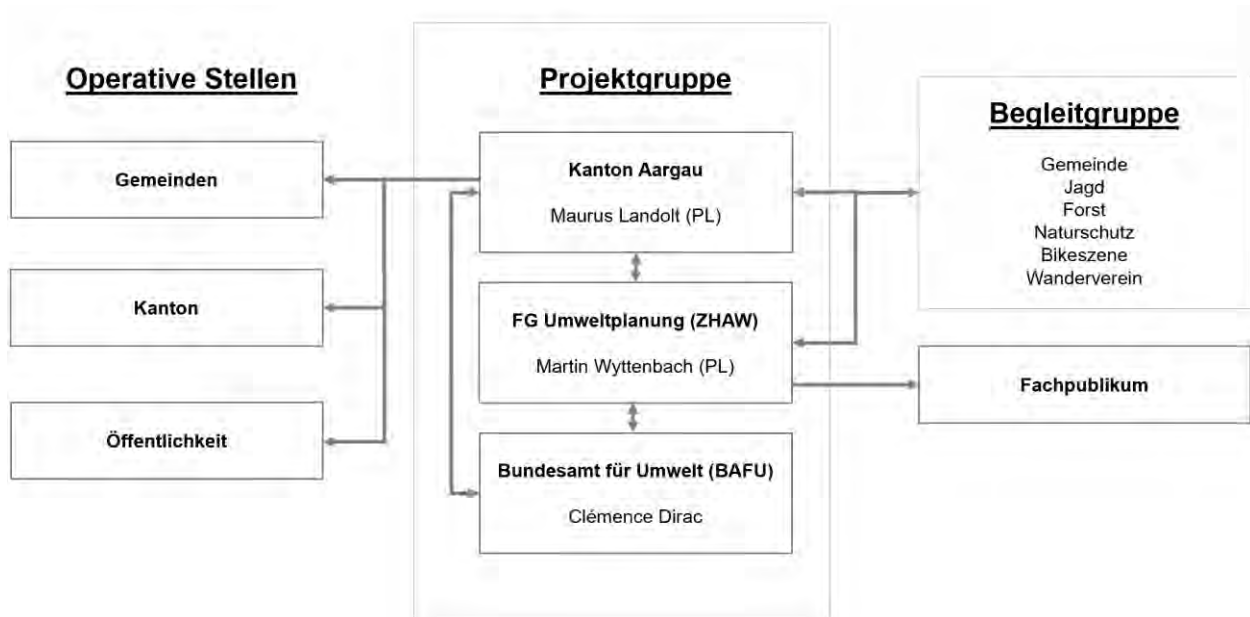 Operative Stellen
Gemeinden
Kanton
Öffentlichkeit
Projektgruppe
Kanton Aargau
Maurus Landolt (PL)
FG Umweltplanung (ZHAW)
Martin Wyttenbach (PL)
Bundesamt für Umwelt (BAFU)
Clémence Dirac
Begleitgruppe
Gemeinde
Jagd
Forst
Naturschutz
Bikeszene
Wanderverein
Fachpublikum